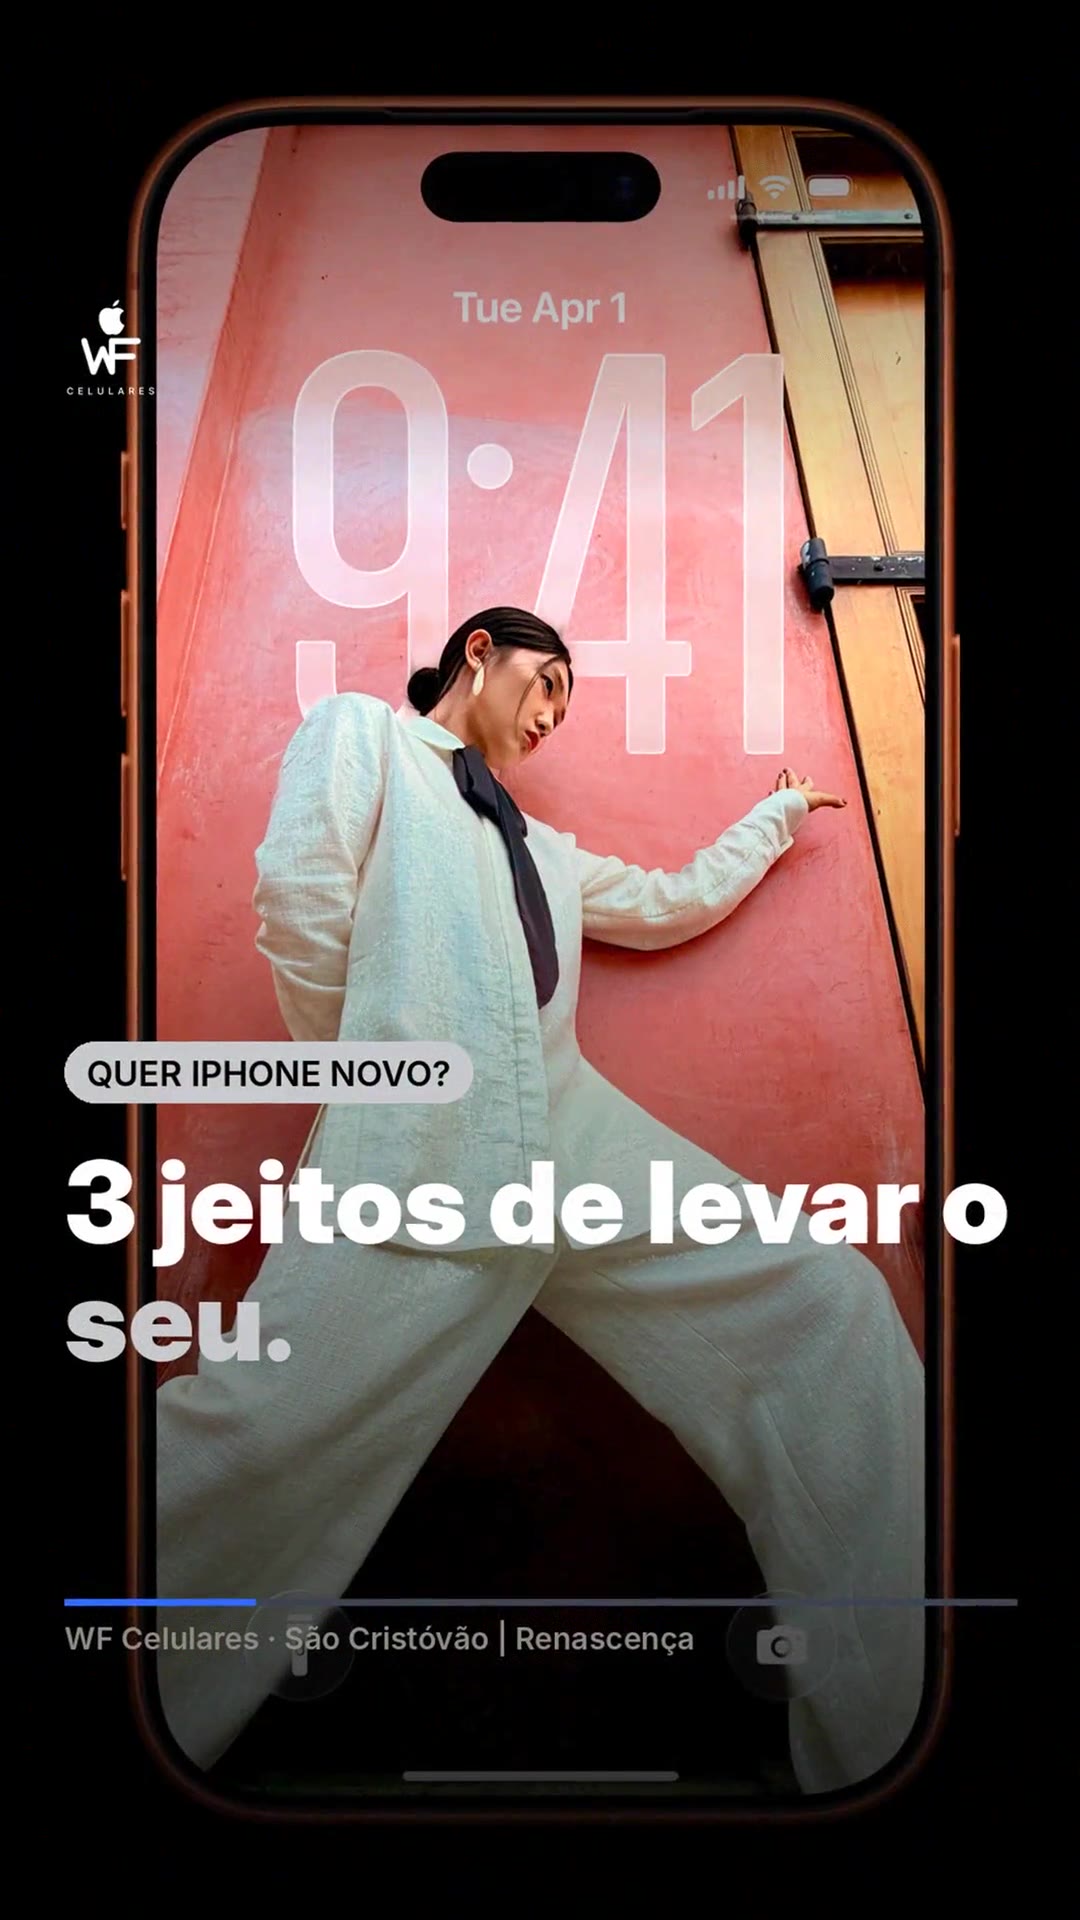 Tue Apr 1
9:41
WF
CELULARES
QUER IPHONE NOVO?
3 jeitos de levar o
seu.
WF Celulares · São Cristóvão | Renascença